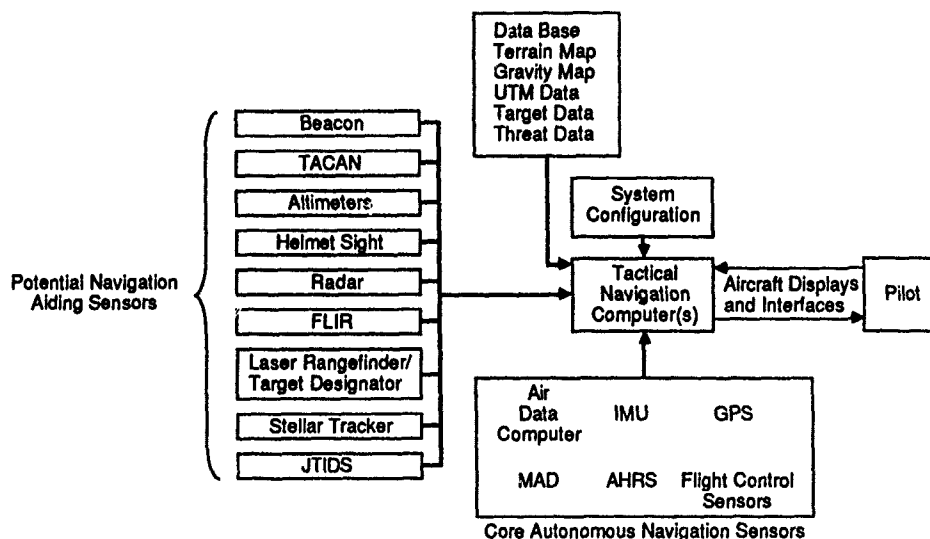 Data Base
Terrain Map
Gravity Map
UTM Data
Target Data
Threat Data
Beacon
TACAN
Altimeters
Helmet Sight
Radar
FLIR
Laser Rangefinder/
Target Designator
Stellar Tracker
JTIDS
Potential Navigation
Aiding Sensors
System
Configuration
Tactical
Navigation
Computer(s)
Aircraft Displays
and Interfaces
Pilot
Air
Data
Computer
IMU
GPS
MAD
AHRS
Flight Control
Sensors
Core Autonomous Navigation Sensors